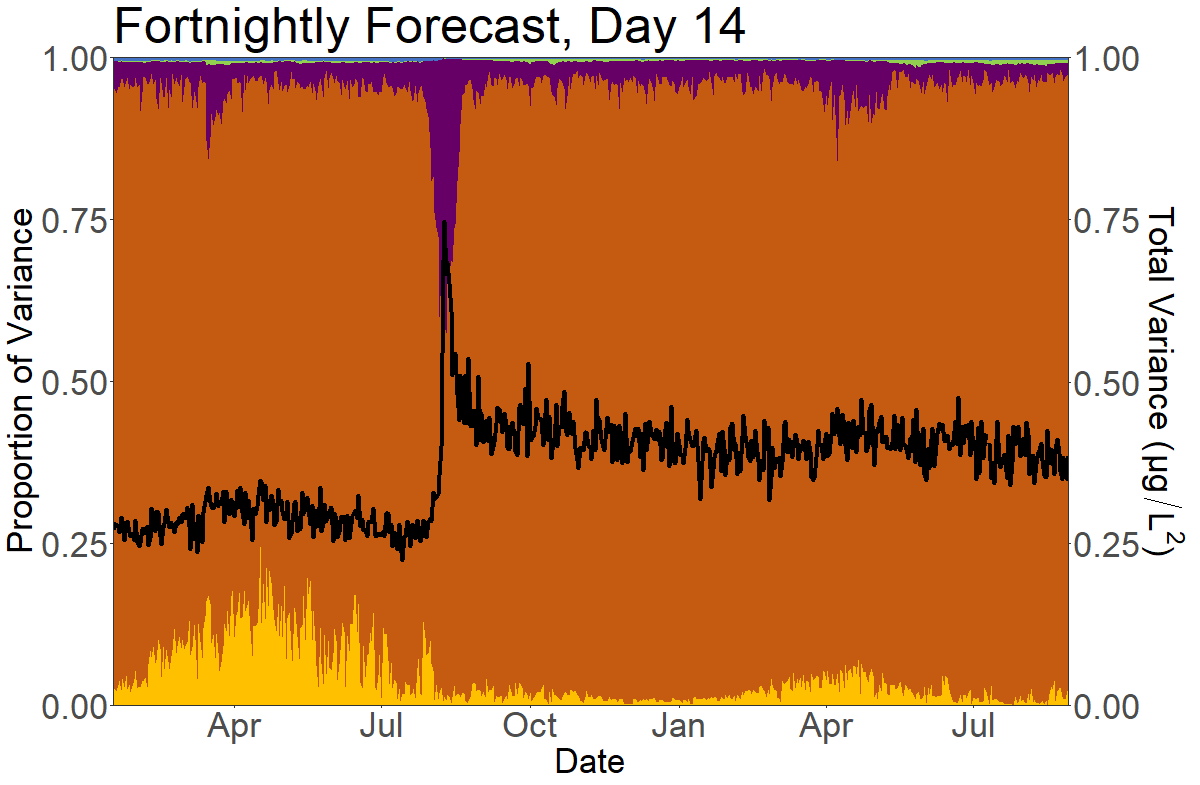 Fortnightly Forecast, Day 14
1.00
0.75
0.50
0.25
0.00
Proportion of Variance
1.00
0.75
0.50
0.25
0.00
Total Variance (µg/L²)
Apr Jul Oct Jan Apr Jul
Date